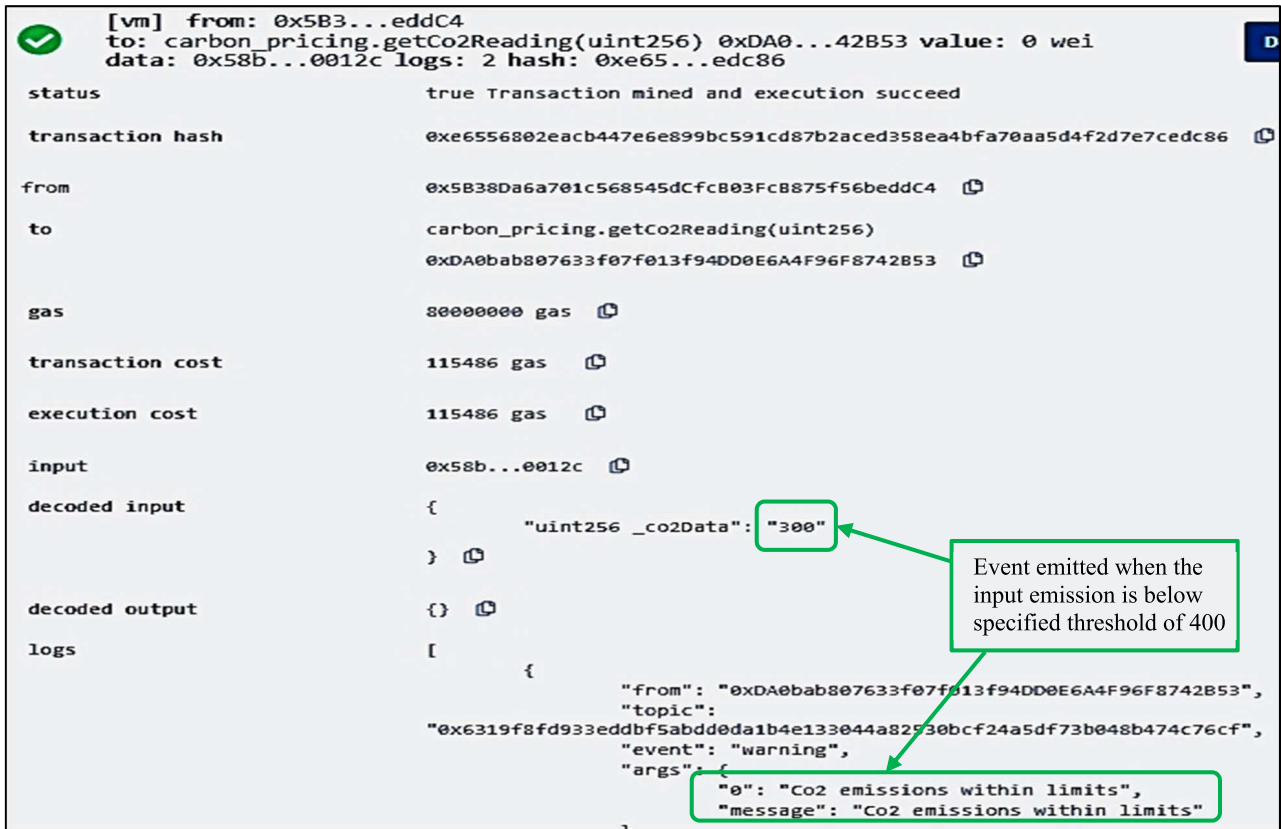 [vm] from: 0x5B3...eddC4
to: carbon_pricing.getCo2Reading(uint256) 0xDA0...42B53 value: 0 wei
D
data: 0x58b...0012c logs: 2 hash: 0xe65...edc86
status true Transaction mined and execution succeed
transaction hash 0xe6556802eacb447e6e899bc591cd87b2aced358ea4bfa70aa5d4f2d7e7cedc86
from 0x5B38Da6a701c568545dCfcB03FcB875f56beddC4
to carbon_pricing.getCo2Reading(uint256)
0xDA0bab807633f07f013f94DD0E6A4F96F8742B53
gas 80000000 gas
transaction cost 115486 gas
execution cost 115486 gas
input 0x58b...0012c
decoded input {
"uint256 _co2Data": "300"
}
Event emitted when the
input emission is below
specified threshold of 400
decoded output {}
logs [
{
"from": "0xDA0bab807633f07f013f94DD0E6A4F96F8742B53",
"topic":
"0x6319f8fd933eddbf5abdd0da1b4e133044a82530bcf24a5df73b048b474c76cf",
"event": "warning",
"args": {
"0": "Co2 emissions within limits",
"message": "Co2 emissions within limits"